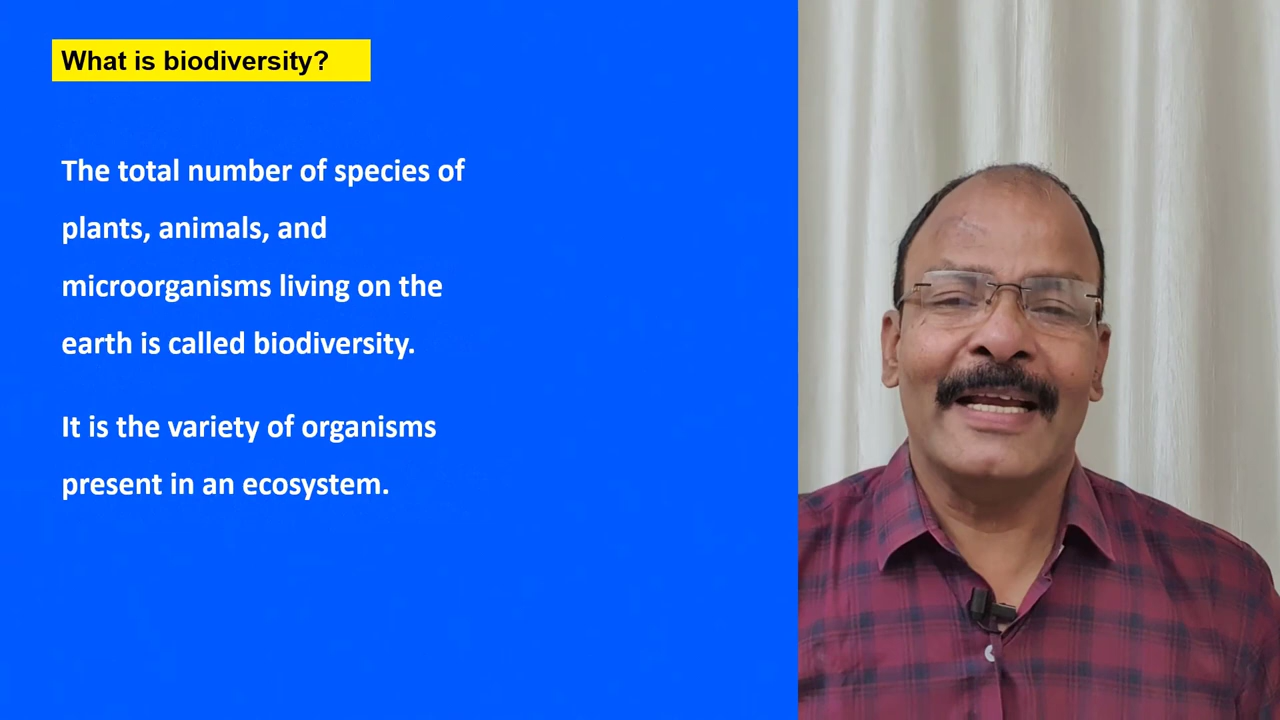 What is biodiversity?
The total number of species of
plants, animals, and
microorganisms living on the
earth is called biodiversity.
It is the variety of organisms
present in an ecosystem.